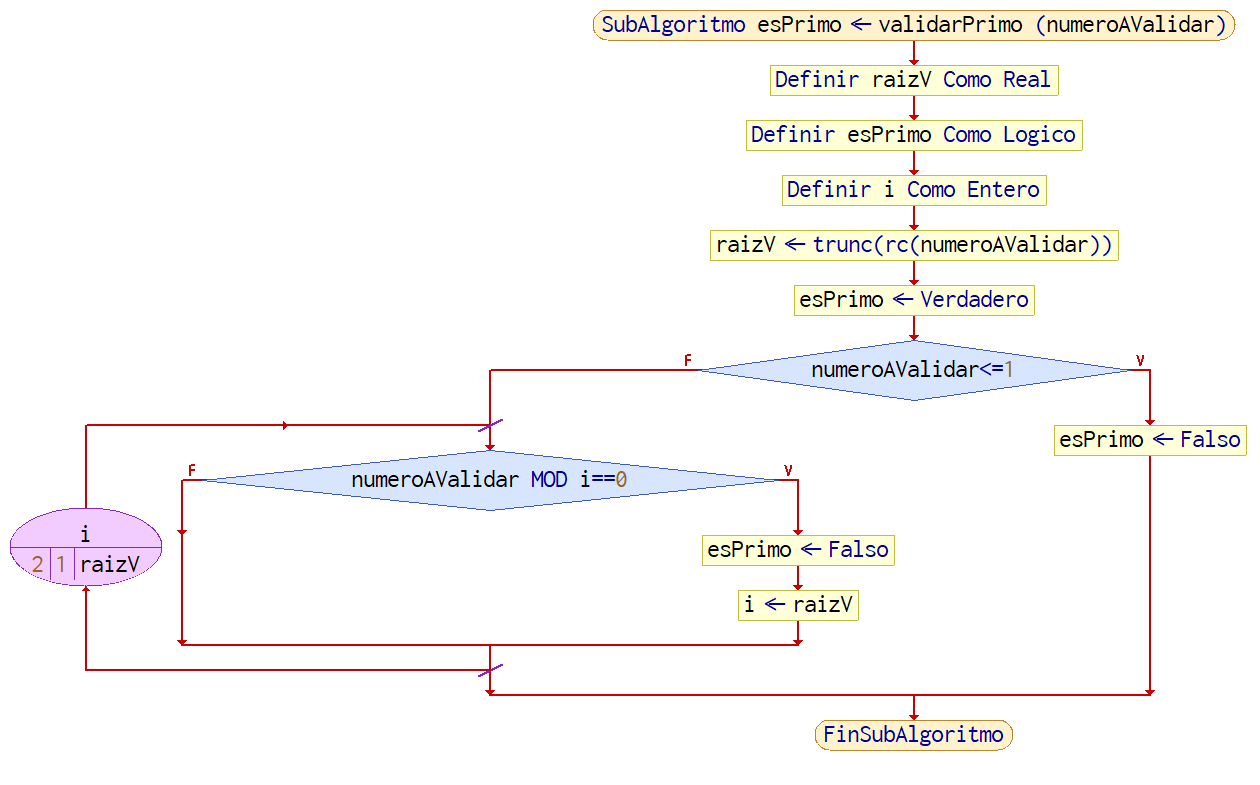 SubAlgoritmo esPrimo ← validarPrimo (numeroAValidar)
Definir raizV Como Real
Definir esPrimo Como Logico
Definir i Como Entero
raizV ← trunc(rc(numeroAValidar))
esPrimo ← Verdadero
F
V
numeroAValidar<=1
esPrimo ← Falso
F
V
numeroAValidar MOD i==0
i
2 1 raizV
esPrimo ← Falso
i ← raizV
FinSubAlgoritmo